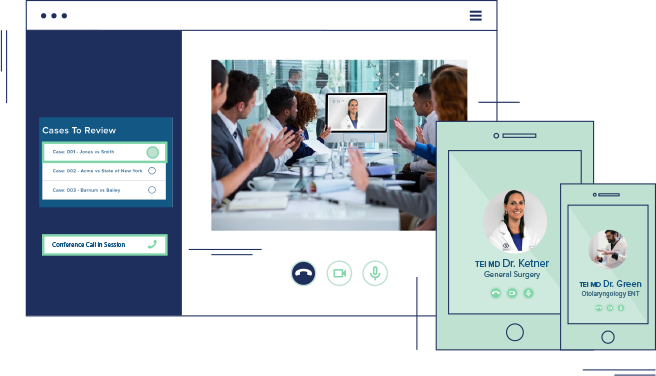 Cases To Review
Case: 001 - Jones vs Smith
Case: 002 - Acme vs State of New York
Case: 003 - Barnum vs Bailey
Conference Call In Session
TEI MD Dr. Ketner
General Surgery
TEI MD Dr. Green
Otolaryngology ENT